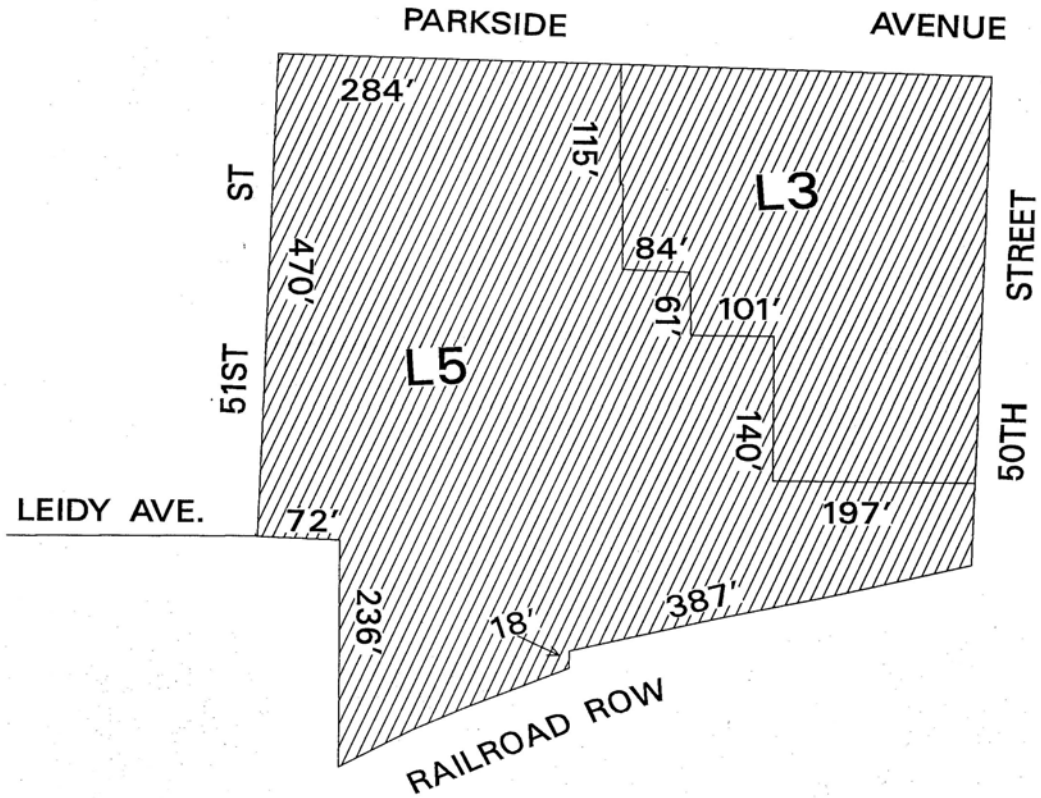 PARKSIDE AVENUE
284'
115'
L3
ST
84'
STREET
470'
61'
101'
L5
51ST
140'
50TH
LEIDY AVE.
72'
197'
236'
18'
387'
RAILROAD ROW